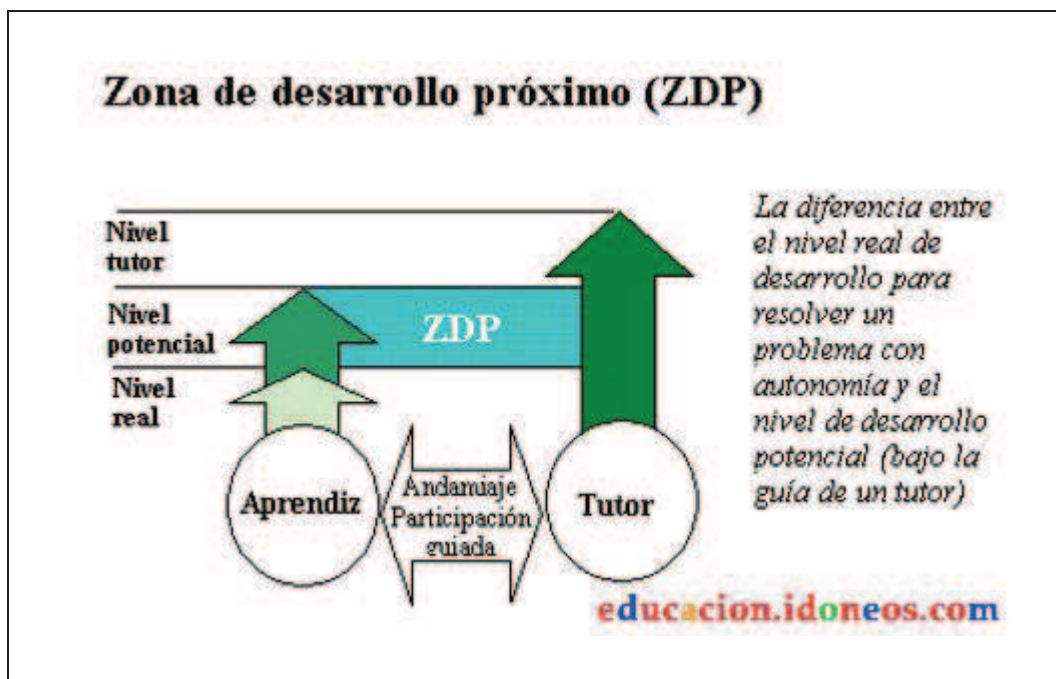 Zona de desarrollo próximo (ZDP)
Nivel
tutor
Nivel
potencial
Nivel
real
ZDP
Aprendiz
Andamiaje
Participación
guiada
Tutor
La diferencia entre
el nivel real de
desarrollo para
resolver un
problema con
autonomía y el
nivel de desarrollo
potencial (bajo la
guía de un tutor)
educacion.idoneos.com